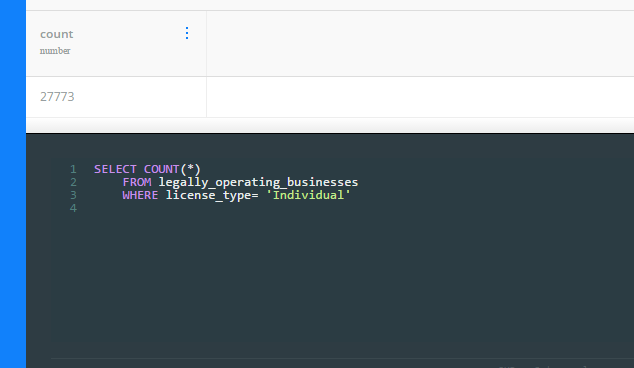 count
number
27773
1 SELECT COUNT(*)
2 FROM legally_operating_businesses
3 WHERE license_type= 'Individual'
4